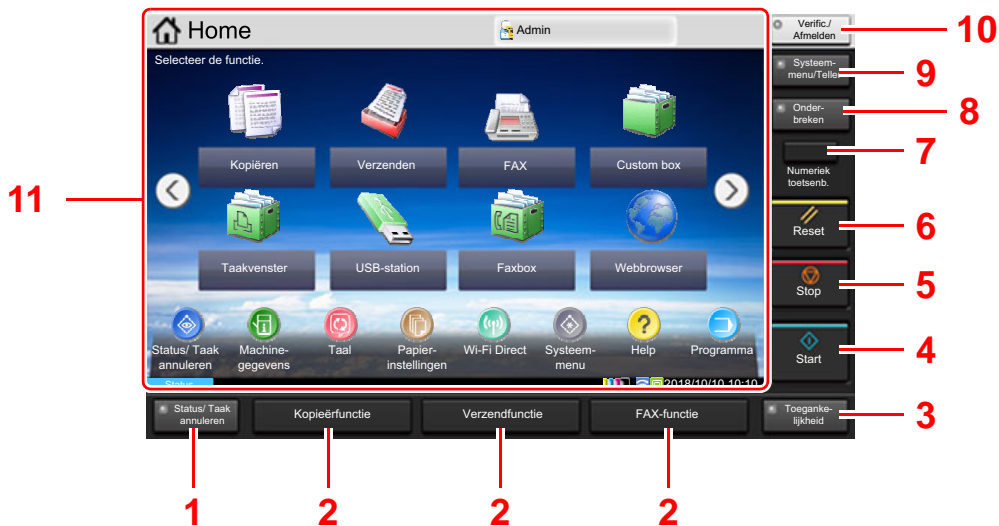 Home
Admin
Selecteer de functie.
Kopiëren
Verzenden
FAX
Custom box
Taakvenster
USB-station
Faxbox
Webbrowser
Status/ Taak
annuleren
Machine-
gegevens
Taal
Papier-
instellingen
Wi-Fi Direct
Systeem-
menu
Help
Programma
Status
2018/10/10 10:10
Verific./
Afmelden
10
Systeem-
menu/Telle
9
Onder-
breken
8
7
Numeriek
toetsenb.
Reset
6
Stop
5
Start
4
11
Status/ Taak
annuleren
Kopieërfunctie
Verzendfunctie
FAX-functie
Toeganke-
lijkheid
3
1
2
2
2